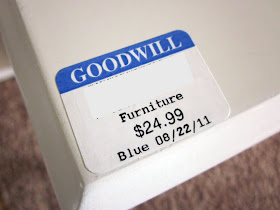 GOODWILL
Furniture
$24.99
Blue 08/22/11